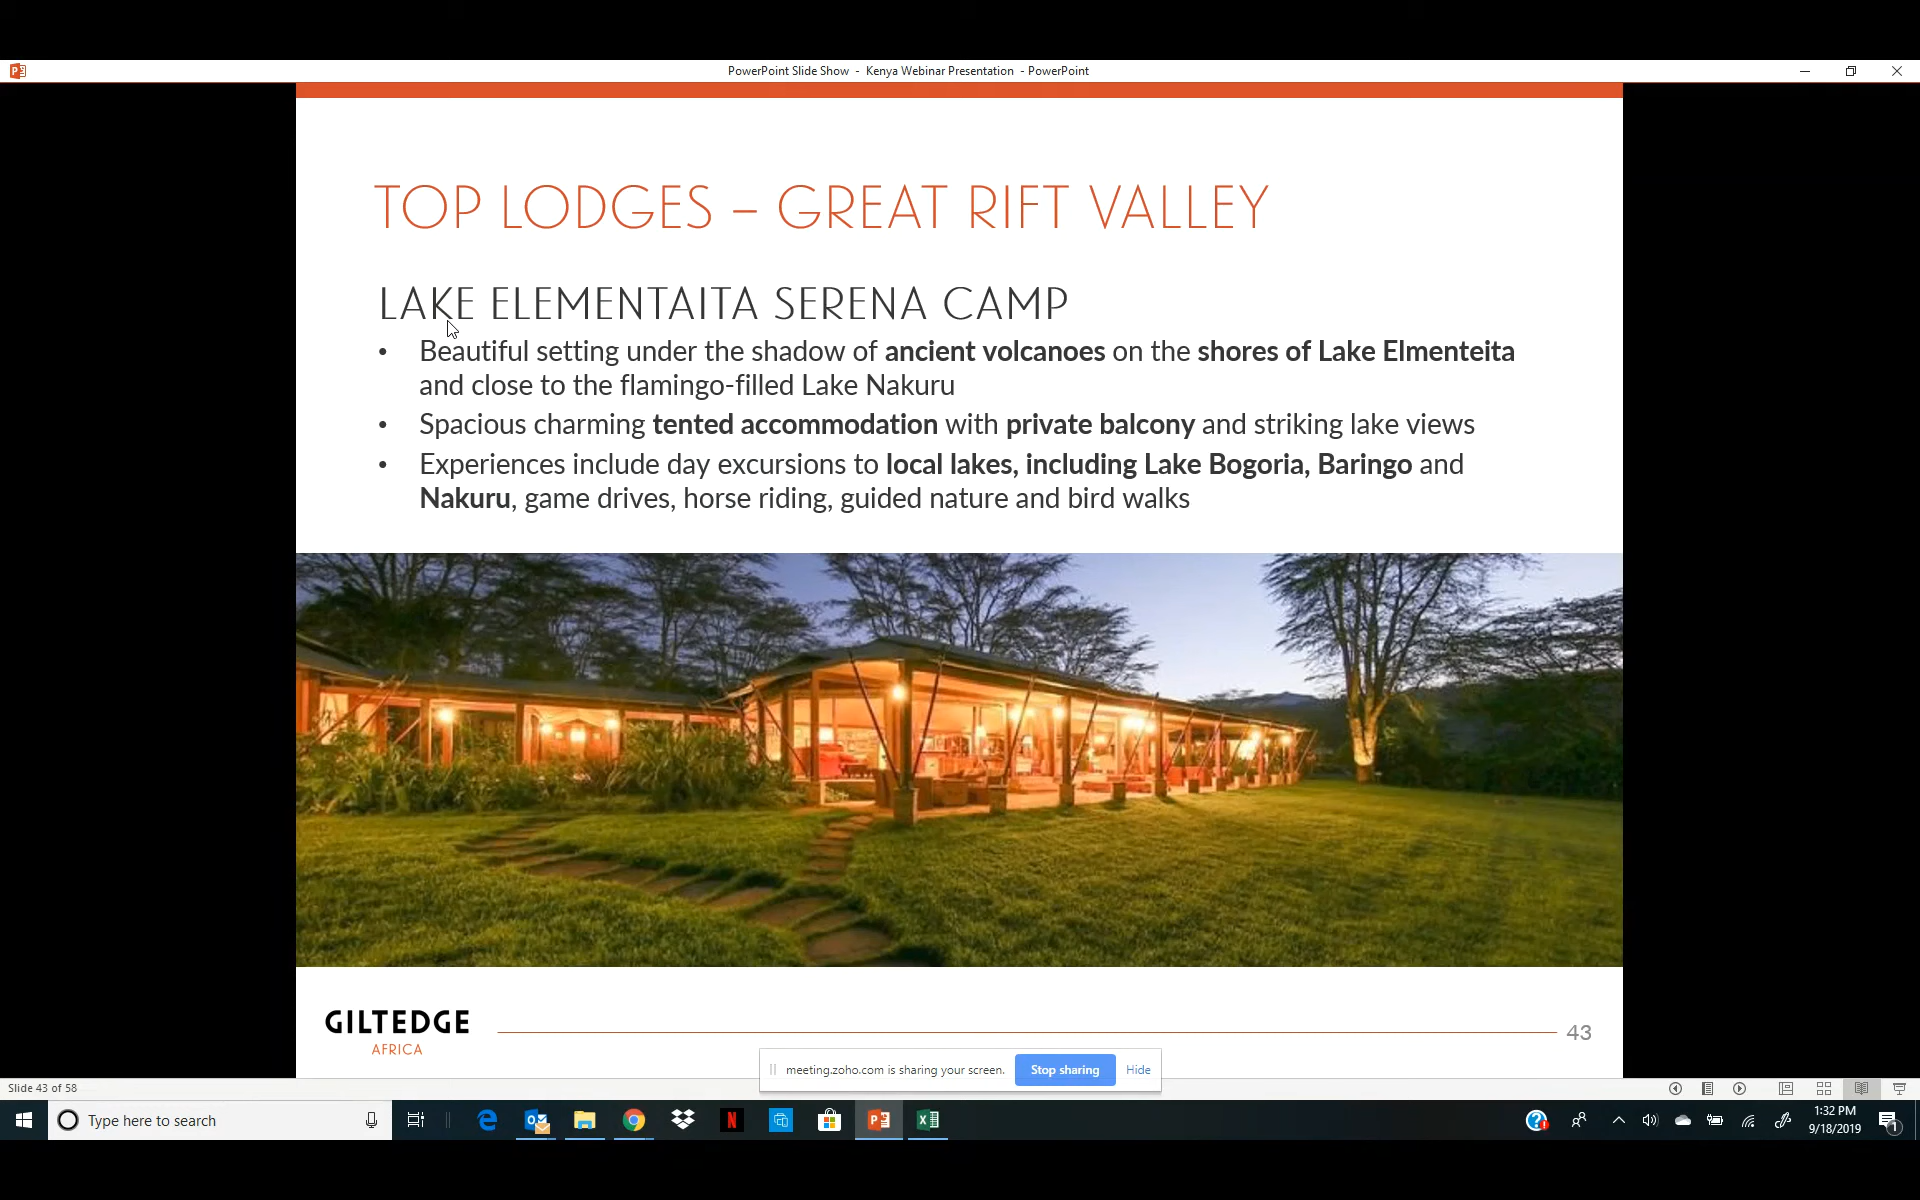 PowerPoint Slide Show - Kenya Webinar Presentation - PowerPoint
TOP LODGES – GREAT RIFT VALLEY
LAKE ELEMENTAITA SERENA CAMP
• Beautiful setting under the shadow of ancient volcanoes on the shores of Lake Elmenteita
and close to the flamingo-filled Lake Nakuru
• Spacious charming tented accommodation with private balcony and striking lake views
• Experiences include day excursions to local lakes, including Lake Bogoria, Baringo and
Nakuru, game drives, horse riding, guided nature and bird walks
GILTEDGE
AFRICA
43
meeting.zoho.com is sharing your screen. Stop sharing Hide
Slide 43 of 58
Type here to search
1:32 PM
9/18/2019
1